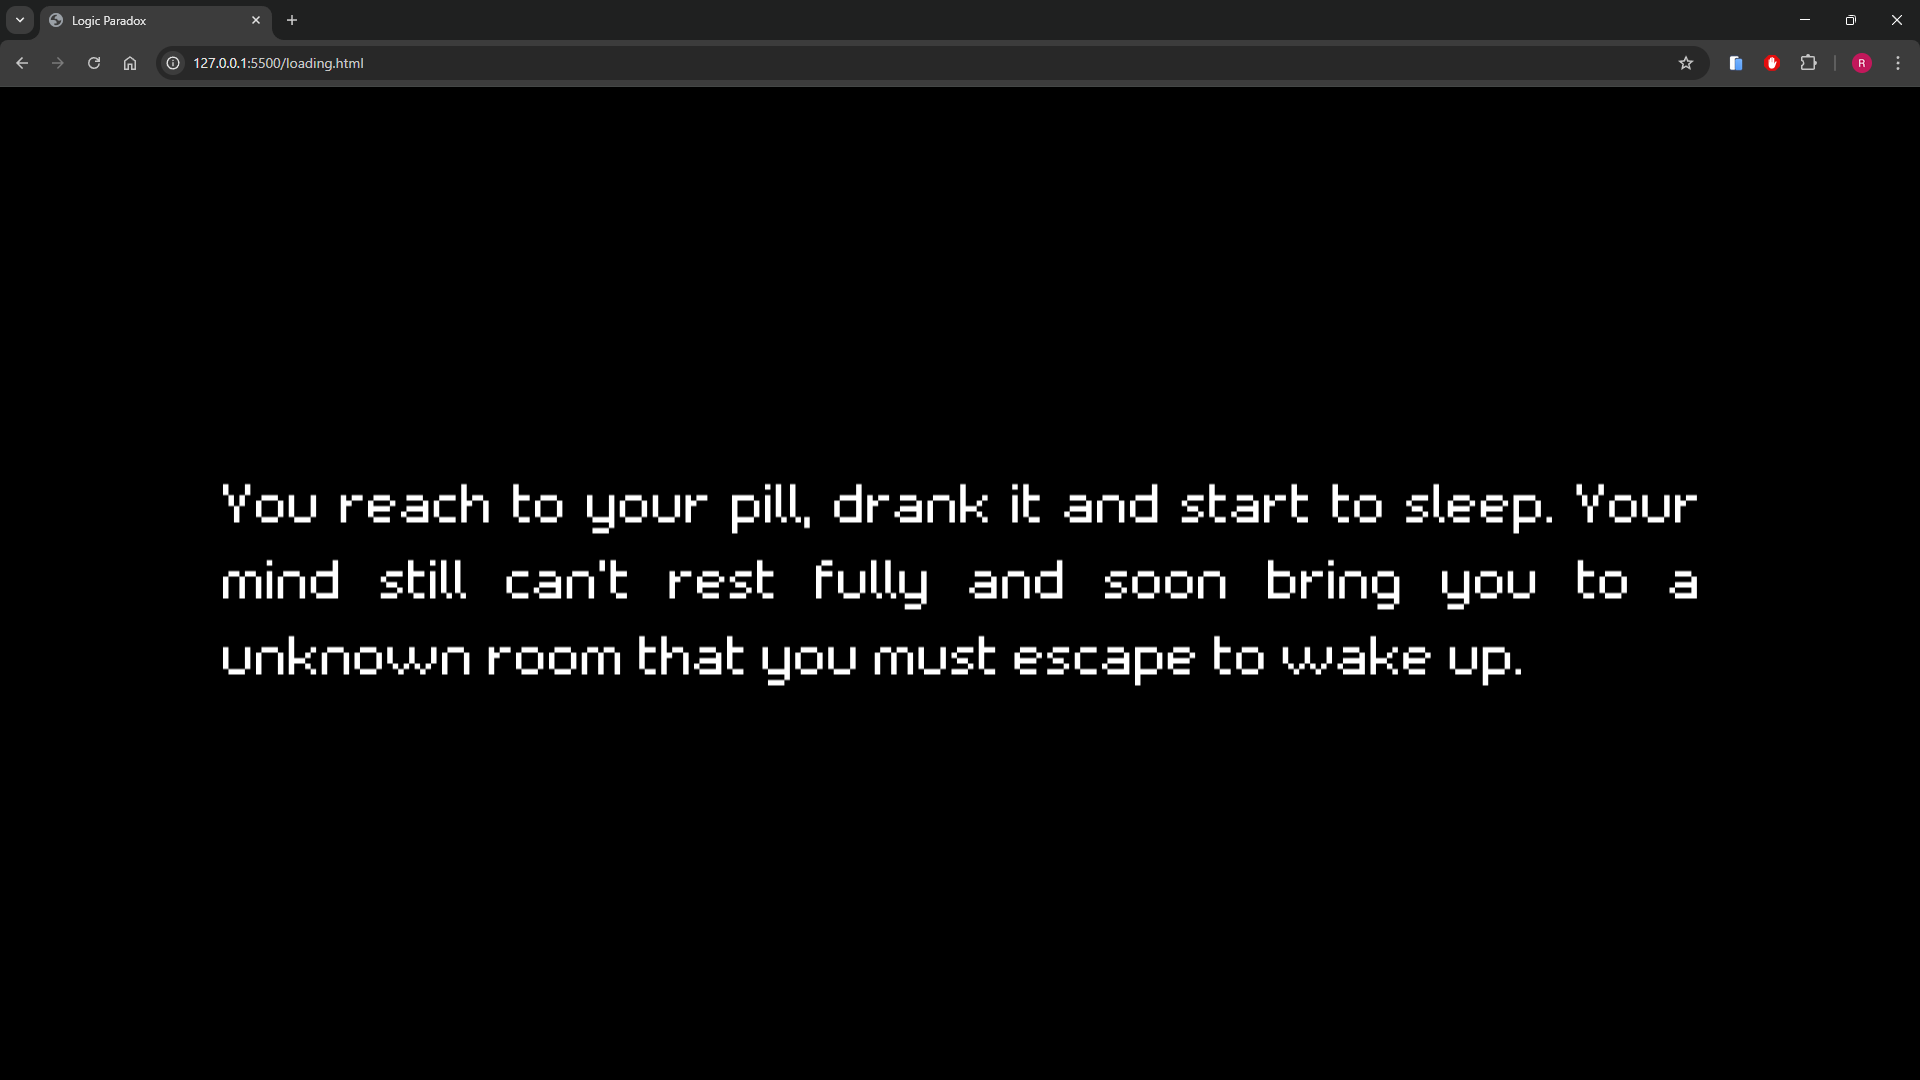 Logic Paradox
127.0.0.1:5500/loading.html
R
You reach to your pill, drank it and start to sleep. Your
mind still can't rest fully and soon bring you to a
unknown room that you must escape to wake up.